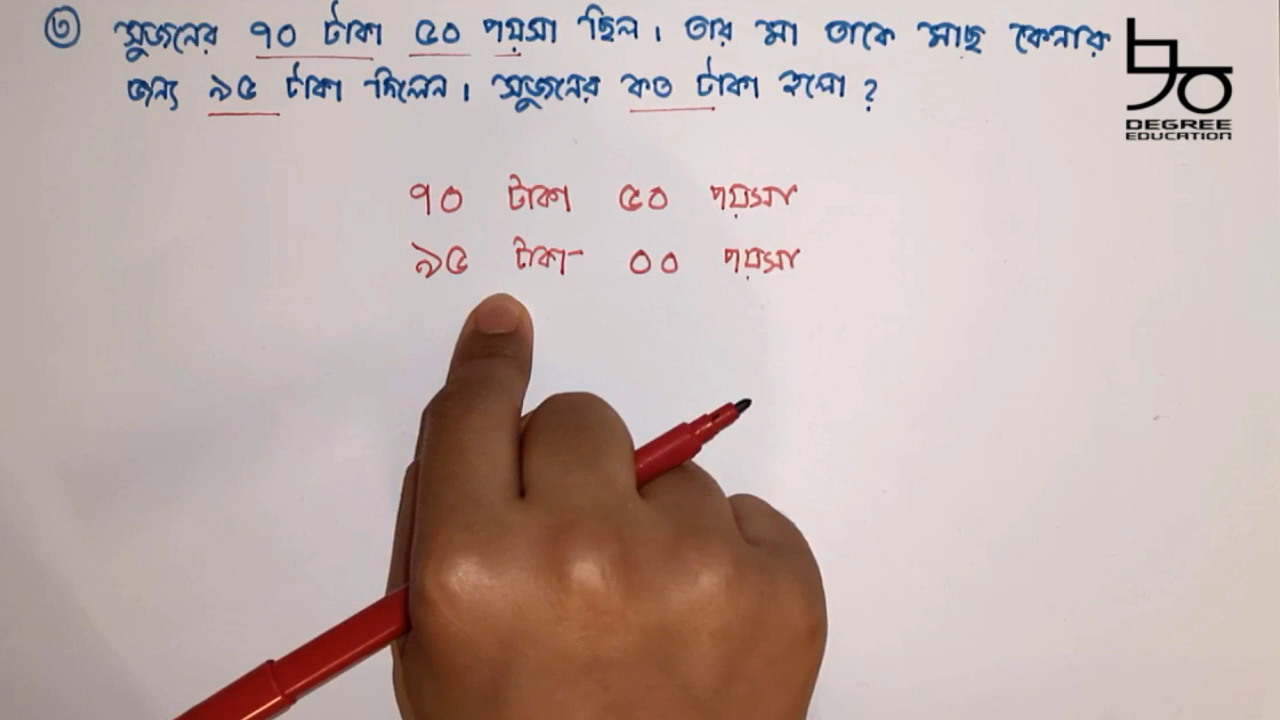 ৩ সুজনের ৭০ টাকা ৫০ পয়সা ছিল। তার মা তাকে মাছ কেনার
জন্য ৯৫ টাকা দিলেন। সুজনের কত টাকা হলো?
DEGREE
EDUCATION
৭০ টাকা ৫০ পয়সা
৯৫ টাকা ০০ পয়সা